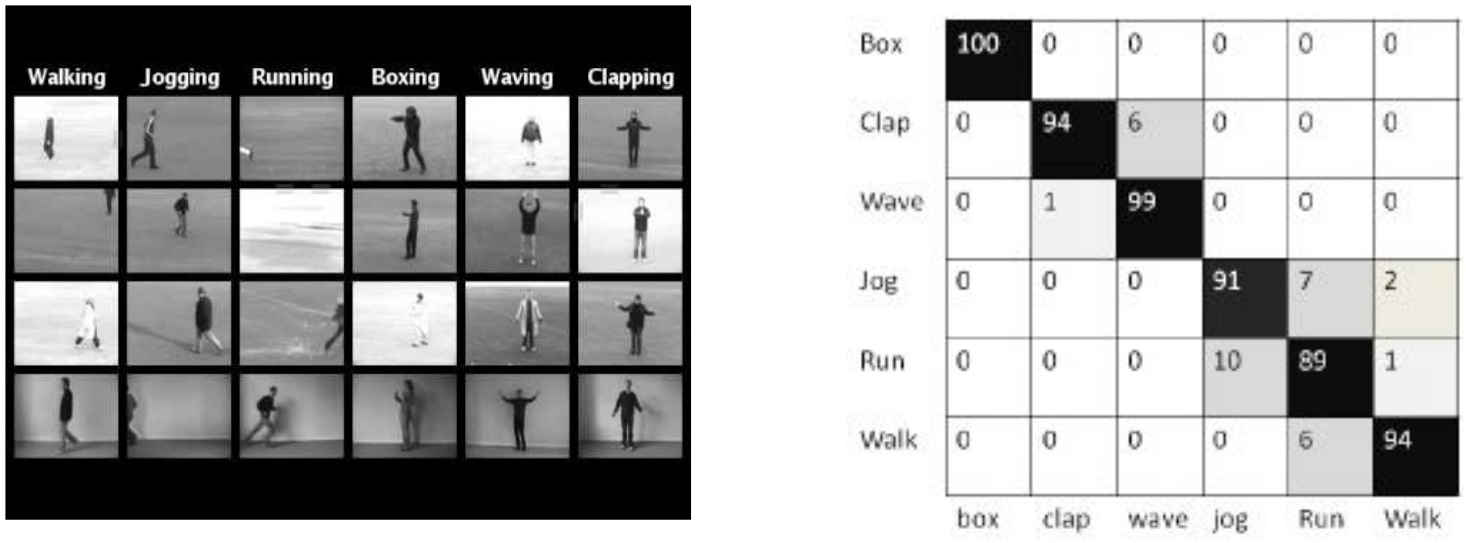 Walking Jogging Running Boxing Waving Clapping
Box 100 0 0 0 0 0
Clap 0 94 6 0 0 0
Wave 0 1 99 0 0 0
Jog 0 0 0 91 7 2
Run 0 0 0 10 89 1
Walk 0 0 0 0 6 94
box clap wave jog Run Walk